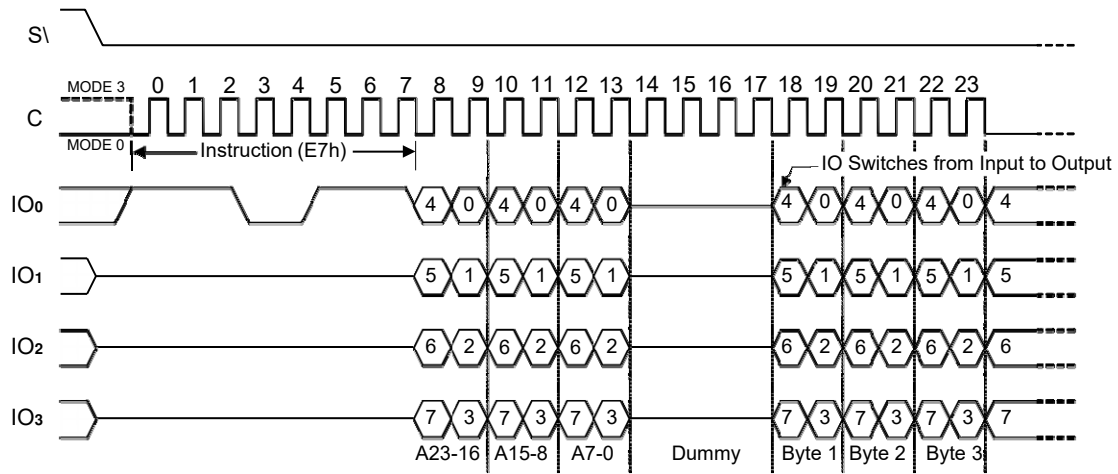 S\
MODE 3
0 1 2 3 4 5 6 7 8 9 10 11 12 13 14 15 16 17 18 19 20 21 22 23
C
MODE 0
Instruction (E7h)
IO Switches from Input to Output
IO0 4 0 4 0 4 0 4 0 4 0 4 0 4
IO1 5 1 5 1 5 1 5 1 5 1 5 1 5
IO2 6 2 6 2 6 2 6 2 6 2 6 2 6
IO3 7 3 7 3 7 3 7 3 7 3 7 3 7
A23-16 A15-8 A7-0 Dummy Byte 1 Byte 2 Byte 3